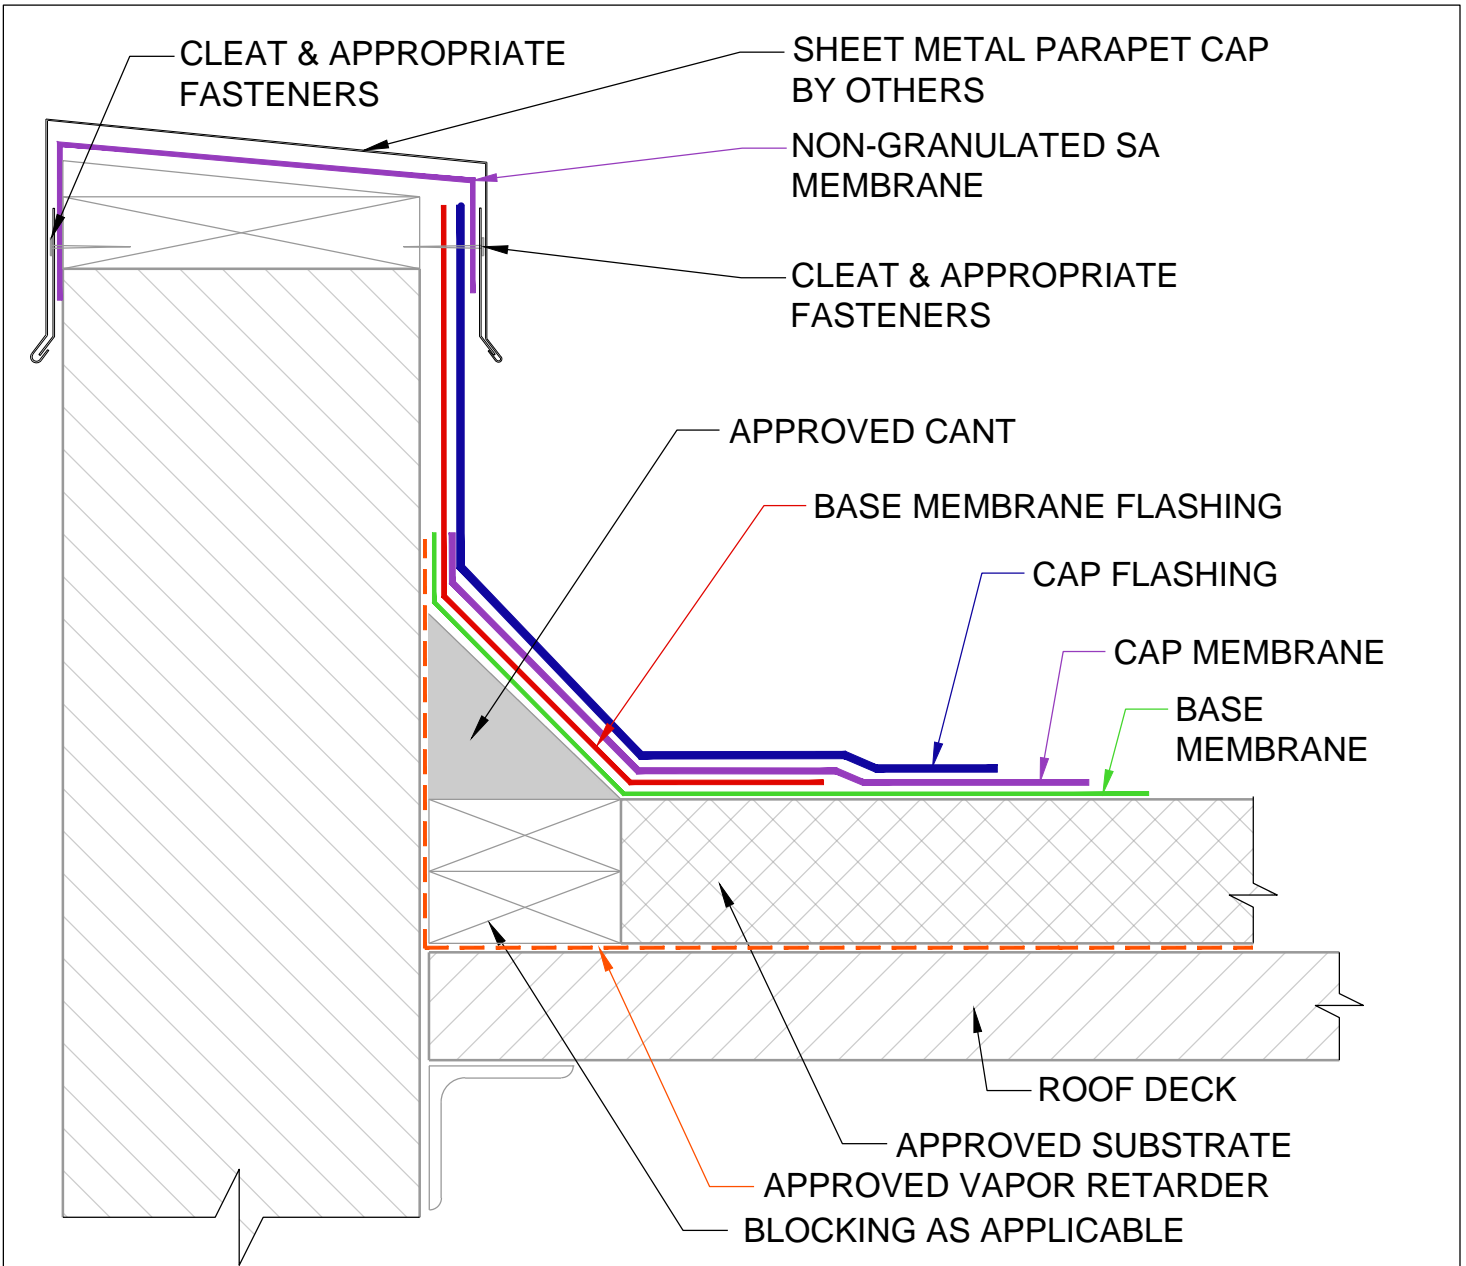 CLEAT & APPROPRIATE
FASTENERS
SHEET METAL PARAPET CAP
BY OTHERS
NON-GRANULATED SA
MEMBRANE
CLEAT & APPROPRIATE
FASTENERS
APPROVED CANT
BASE MEMBRANE FLASHING
CAP FLASHING
CAP MEMBRANE
BASE
MEMBRANE
ROOF DECK
APPROVED SUBSTRATE
APPROVED VAPOR RETARDER
BLOCKING AS APPLICABLE